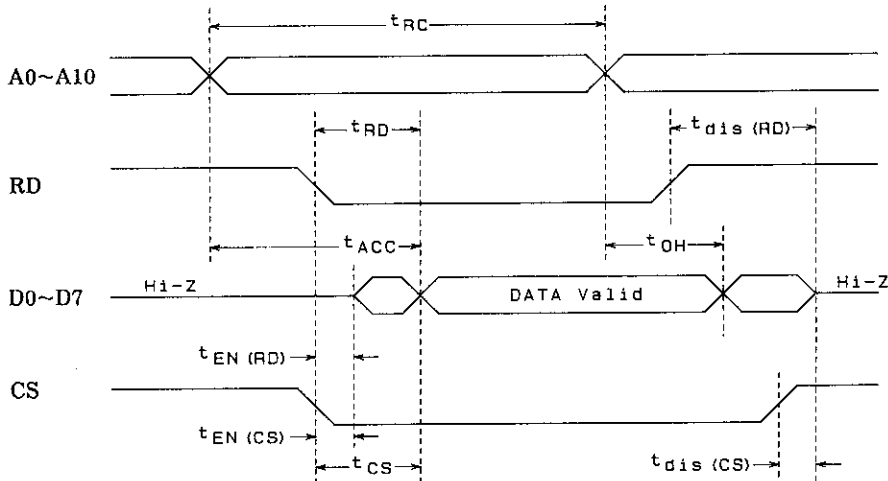 tRC
A0~A10
tRD
tdis (RD)
RD
tACC
tOH
Hi-Z
DATA Valid
Hi-Z
D0~D7
tEN (RD)
CS
tEN (CS)
tCS
tdis (CS)